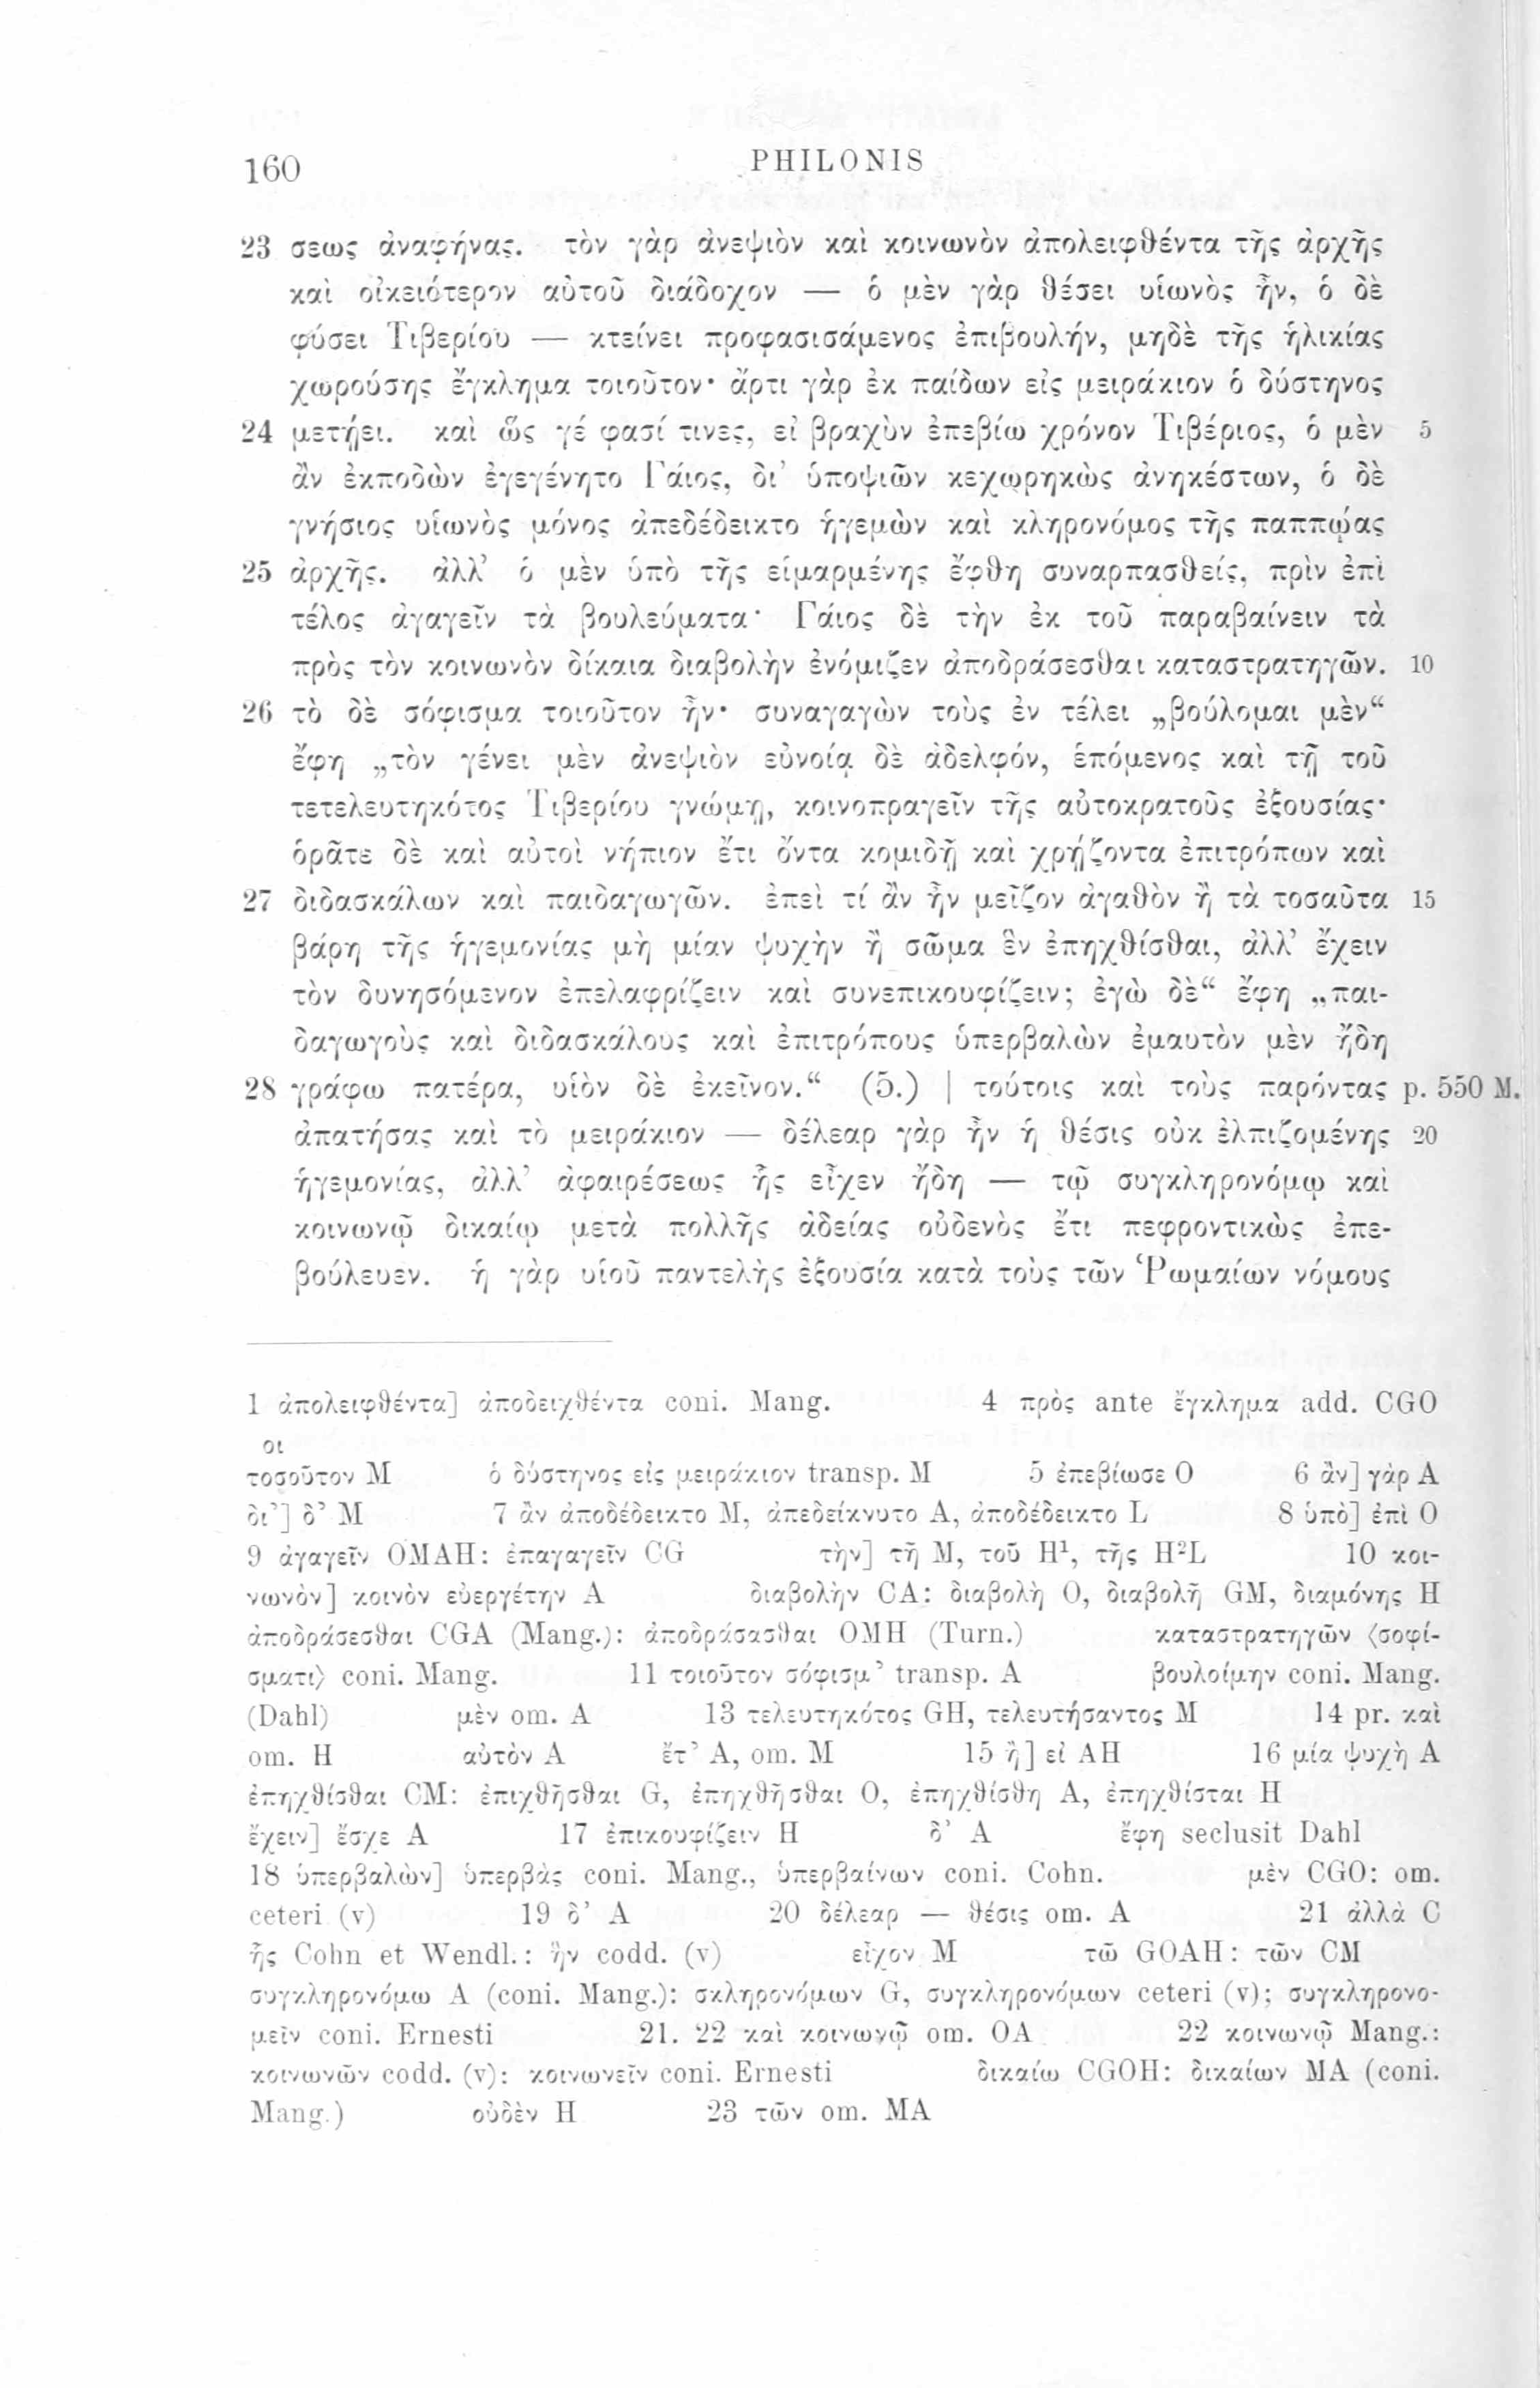 160 PHILONIS
23 σεως ἀναφήνας. τὸν γὰρ ἀνεψιὸν καὶ κοινωνὸν ἀπολειφθέντα τῆς ἀρχῆς
καὶ οἰκειότερον αὐτοῦ διάδοχον — ὁ μὲν γὰρ θέσει υἱωνὸς ἦν, ὁ δὲ
φύσει Τιβερίου — κτείνει προφασισάμενος ἐπιβουλήν, μηδὲ τῆς ἡλικίας
χωρούσης ἔγκλημα τοιοῦτον· ἄρτι γὰρ ἐκ παίδων εἰς μειράκιον ὁ δύστηνος
24 μετῄει. καὶ ὥς γέ φασί τινες, εἰ βραχὺν ἐπεβίω χρόνον Τιβέριος, ὁ μὲν 5
ἂν ἐκποδὼν ἐγεγένητο Γάιος, δι’ ὑποψιῶν κεχωρηκὼς ἀνηκέστων, ὁ δὲ
γνήσιος υἱωνὸς μόνος ἀπεδέδεικτο ἡγεμὼν καὶ κληρονόμος τῆς παππῴας
25 ἀρχῆς. ἀλλ’ ὁ μὲν ὑπὸ τῆς εἱμαρμένης ἔφθη συναρπασθείς, πρὶν ἐπὶ
τέλος ἀγαγεῖν τὰ βουλεύματα· Γάιος δὲ τὴν ἐκ τοῦ παραβαίνειν τὰ
πρὸς τὸν κοινωνὸν δίκαια διαβολὴν ἐνόμιζεν ἀποδράσεσθαι καταστρατηγῶν. 10
26 τὸ δὲ σόφισμα τοιοῦτον ἦν· συναγαγὼν τοὺς ἐν τέλει „βούλομαι μὲν“
ἔφη „τὸν γένει μὲν ἀνεψιὸν εὐνοίᾳ δὲ ἀδελφόν, ἑπόμενος καὶ τῇ τοῦ
τετελευτηκότος Τιβερίου γνώμῃ, κοινοπραγεῖν τῆς αὐτοκρατοῦς ἐξουσίας·
ὁρᾶτε δὲ καὶ αὐτοὶ νήπιον ἔτι ὄντα κομιδῇ καὶ χρῄζοντα ἐπιτρόπων καὶ
27 διδασκάλων καὶ παιδαγωγῶν. ἐπεὶ τί ἂν ἦν μεῖζον ἀγαθὸν ἢ τὰ τοσαῦτα 15
βάρη τῆς ἡγεμονίας μὴ μίαν ψυχὴν ἢ σῶμα ἓν ἐπηχθίσθαι, ἀλλ’ ἔχειν
τὸν δυνησόμενον ἐπελαφρίζειν καὶ συνεπικουφίζειν; ἐγὼ δὲ“ ἔφη „παι-
δαγωγοὺς καὶ διδασκάλους καὶ ἐπιτρόπους ὑπερβαλὼν ἐμαυτὸν μὲν ἤδη
28 γράφω πατέρα, υἱὸν δὲ ἐκεῖνον.“ (5.) | τούτοις καὶ τοὺς παρόντας p. 550 M.
ἀπατήσας καὶ τὸ μειράκιον — δέλεαρ γὰρ ἦν ἡ θέσις οὐκ ἐλπιζομένης 20
ἡγεμονίας, ἀλλ’ ἀφαιρέσεως ἧς εἶχεν ἤδη — τῷ συγκληρονόμῳ καὶ
κοινωνῷ δικαίῳ μετὰ πολλῆς ἀδείας οὐδενὸς ἔτι πεφροντικὼς ἐπε-
βούλευεν. ἡ γὰρ υἱοῦ παντελὴς ἐξουσία κατὰ τοὺς τῶν Ῥωμαίων νόμους
1 ἀπολειφθέντα] ἀποδειχθέντα coni. Mang. 4 πρὸς ante ἔγκλημα add. CGO
οι
τοσοῦτον M ὁ δύστηνος εἰς μειράκιον transp. M 5 ἐπεβίωσε O 6 ἂν] γὰρ A
δι’] δ’ M 7 ἂν ἀποδέδεικτο M, ἀπεδείκνυτο A, ἀποδέδεικτο L 8 ὑπὸ] ἐπὶ O
9 ἀγαγεῖν OMAH: ἐπαγαγεῖν CG τὴν] τῆ M, τοῦ H¹, τῆς H²L 10 κοι-
νωνὸν] κοινὸν εὐεργέτην A διαβολὴν CA: διαβολὴ O, διαβολῆ GM, διαμόνης H
ἀποδράσεσθαι CGA (Mang.): ἀποδράσασθαι OMH (Turn.) καταστρατηγῶν ⟨σοφί-
σματι⟩ coni. Mang. 11 τοιοῦτον σόφισμ’ transp. A βουλοίμην coni. Mang.
(Dahl) μὲν om. A 13 τελευτηκότος GH, τελευτήσαντος M 14 pr. καὶ
om. H αὐτὸν A ἔτ’ A, om. M 15 ἢ] εἰ AH 16 μία ψυχὴ A
ἐπηχθίσθαι CM: ἐπιχθῆσθαι G, ἐπηχθῆσθαι O, ἐπηχθίσθη A, ἐπηχθίσται H
ἔχειν] ἔσχε A 17 ἐπικουφίζειν H δ’ A ἔφη seclusit Dahl
18 ὑπερβαλὼν] ὑπερβὰς coni. Mang., ὑπερβαίνων coni. Cohn. μὲν CGO: om.
ceteri (v) 19 δ’ A 20 δέλεαρ — θέσις om. A 21 ἀλλὰ C
ἧς Cohn et Wendl.: ἣν codd. (v) εἶχον M τῶ GOAH: τῶν CM
συγκληρονόμω A (coni. Mang.): σκληρονόμων G, συγκληρονόμων ceteri (v); συγκληρονο-
μεῖν coni. Ernesti 21. 22 καὶ κοινωνῷ om. OA 22 κοινωνῷ Mang.:
κοινωνῶν codd. (v): κοινωνεῖν coni. Ernesti δικαίω CGOH: δικαίων MA (coni.
Mang.) οὐδὲν H 23 τῶν om. MA